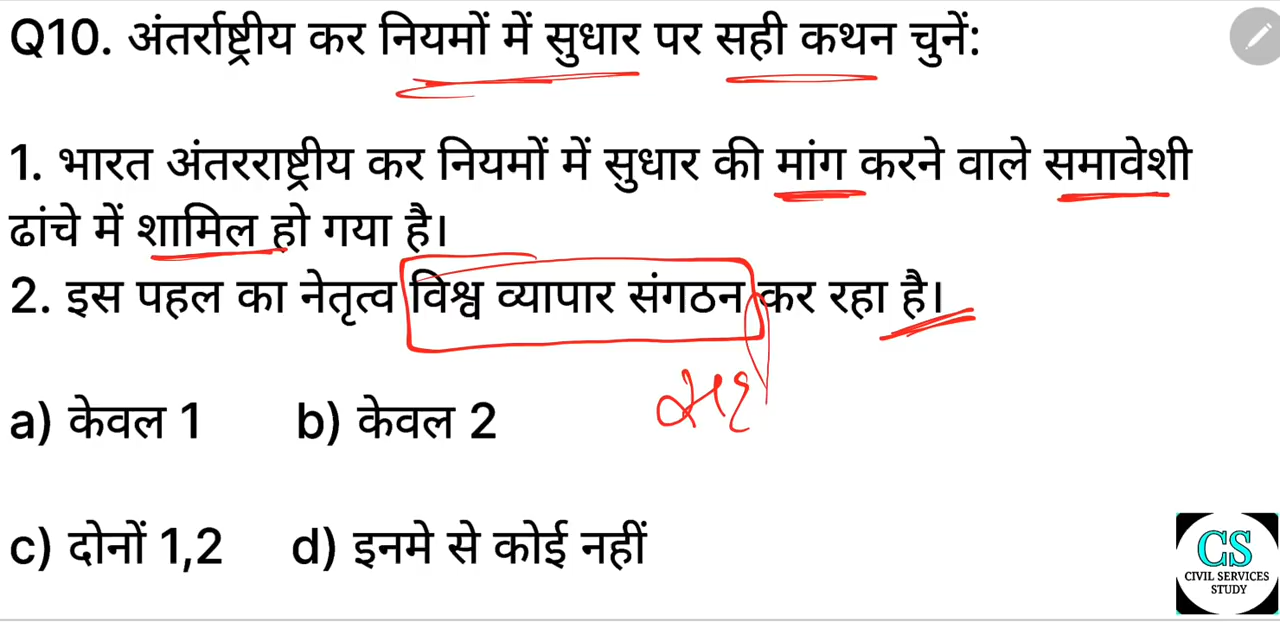 Q10. अंतर्राष्ट्रीय कर नियमों में सुधार पर सही कथन चुनें:
1. भारत अंतरराष्ट्रीय कर नियमों में सुधार की मांग करने वाले समावेशी
ढांचे में शामिल हो गया है।
2. इस पहल का नेतृत्व विश्व व्यापार संगठन कर रहा है।
a) केवल 1 b) केवल 2
c) दोनों 1,2 d) इनमे से कोई नहीं
CS
CIVIL SERVICES
STUDY